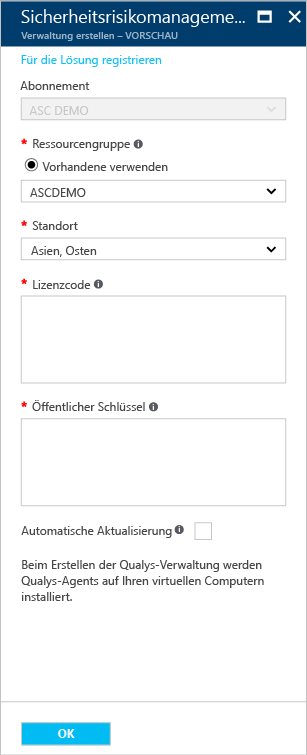 Sicherheitsrisikomanageme...
Verwaltung erstellen – VORSCHAU
Für die Lösung registrieren
Abonnement
ASC DEMO
* Ressourcengruppe
Vorhandene verwenden
ASCDEMO
* Standort
Asien, Osten
* Lizenzcode
* Öffentlicher Schlüssel
Automatische Aktualisierung
Beim Erstellen der Qualys-Verwaltung werden
Qualys-Agents auf Ihren virtuellen Computern
installiert.
OK